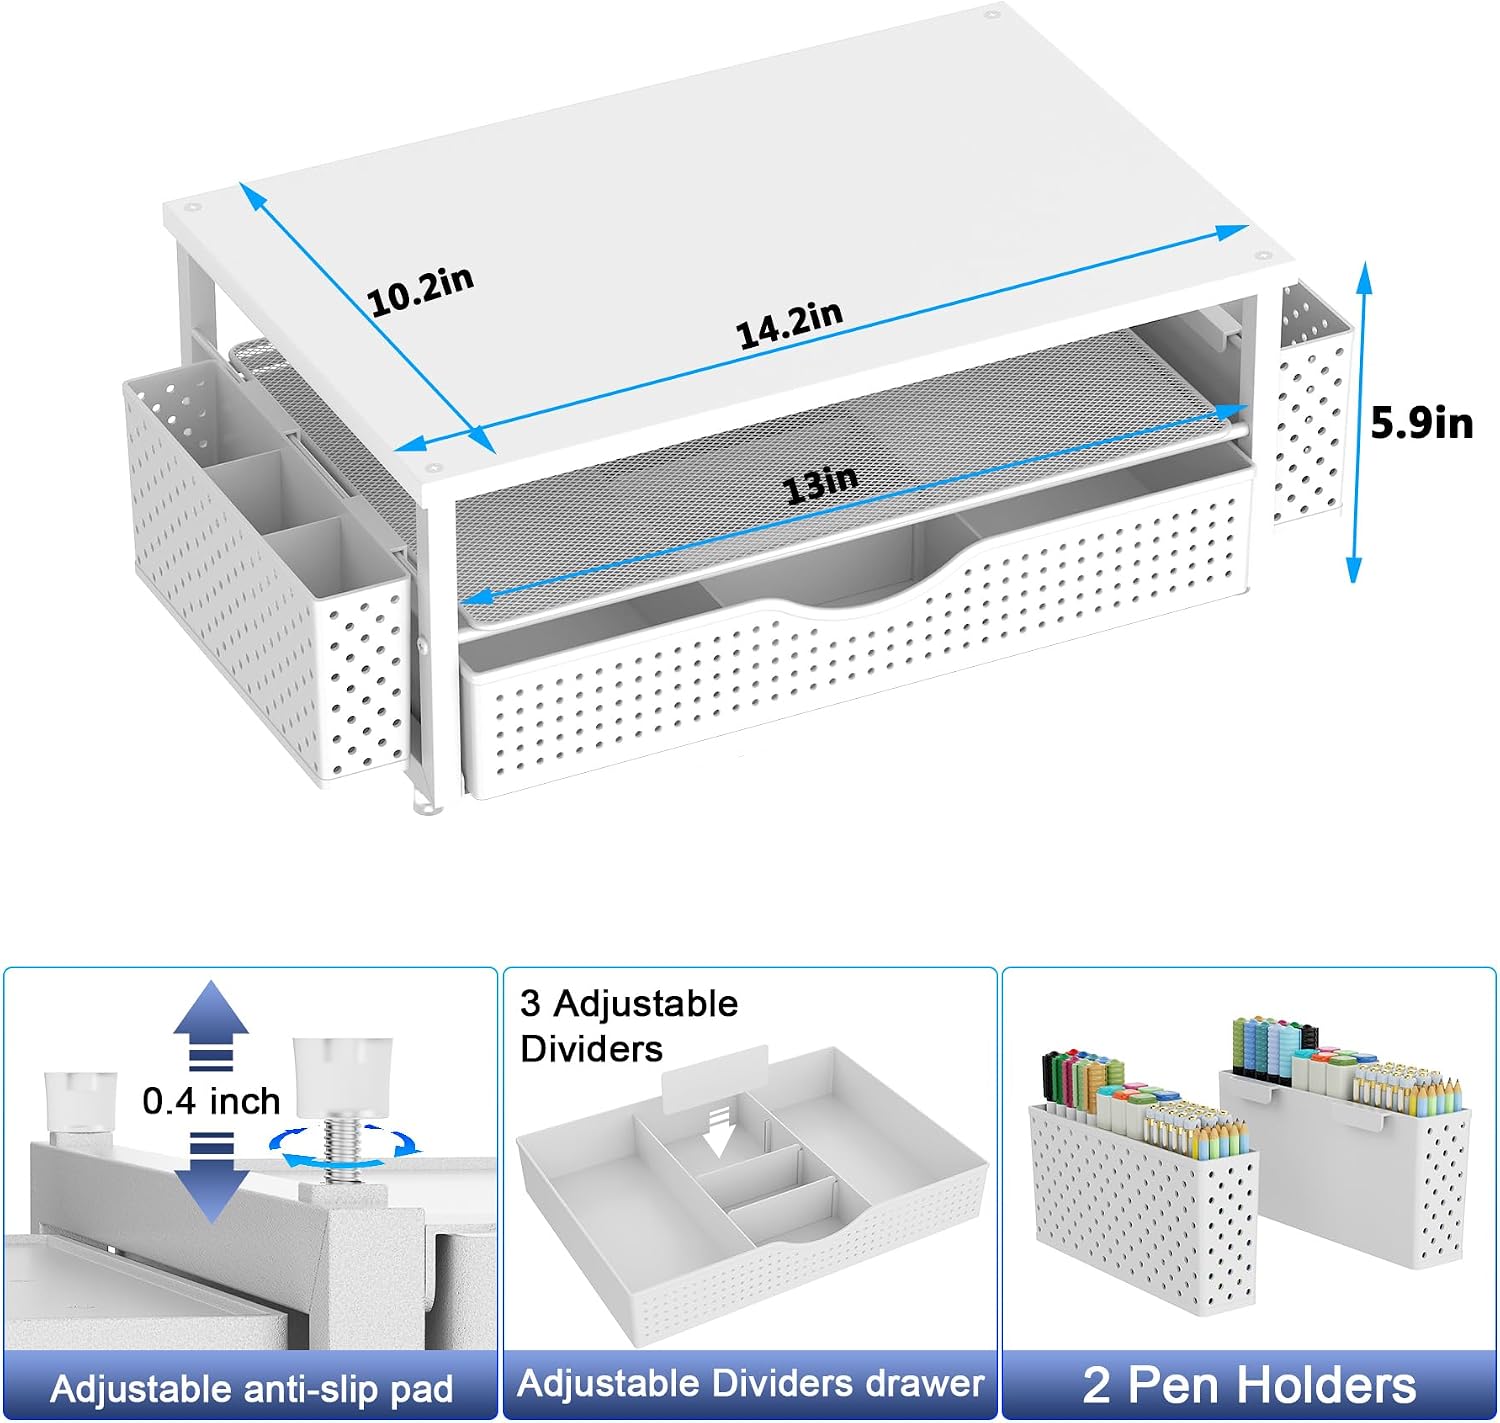 10.2in
14.2in
13in
5.9in
0.4 inch
Adjustable anti-slip pad
3 Adjustable
Dividers
Adjustable Dividers drawer
2 Pen Holders